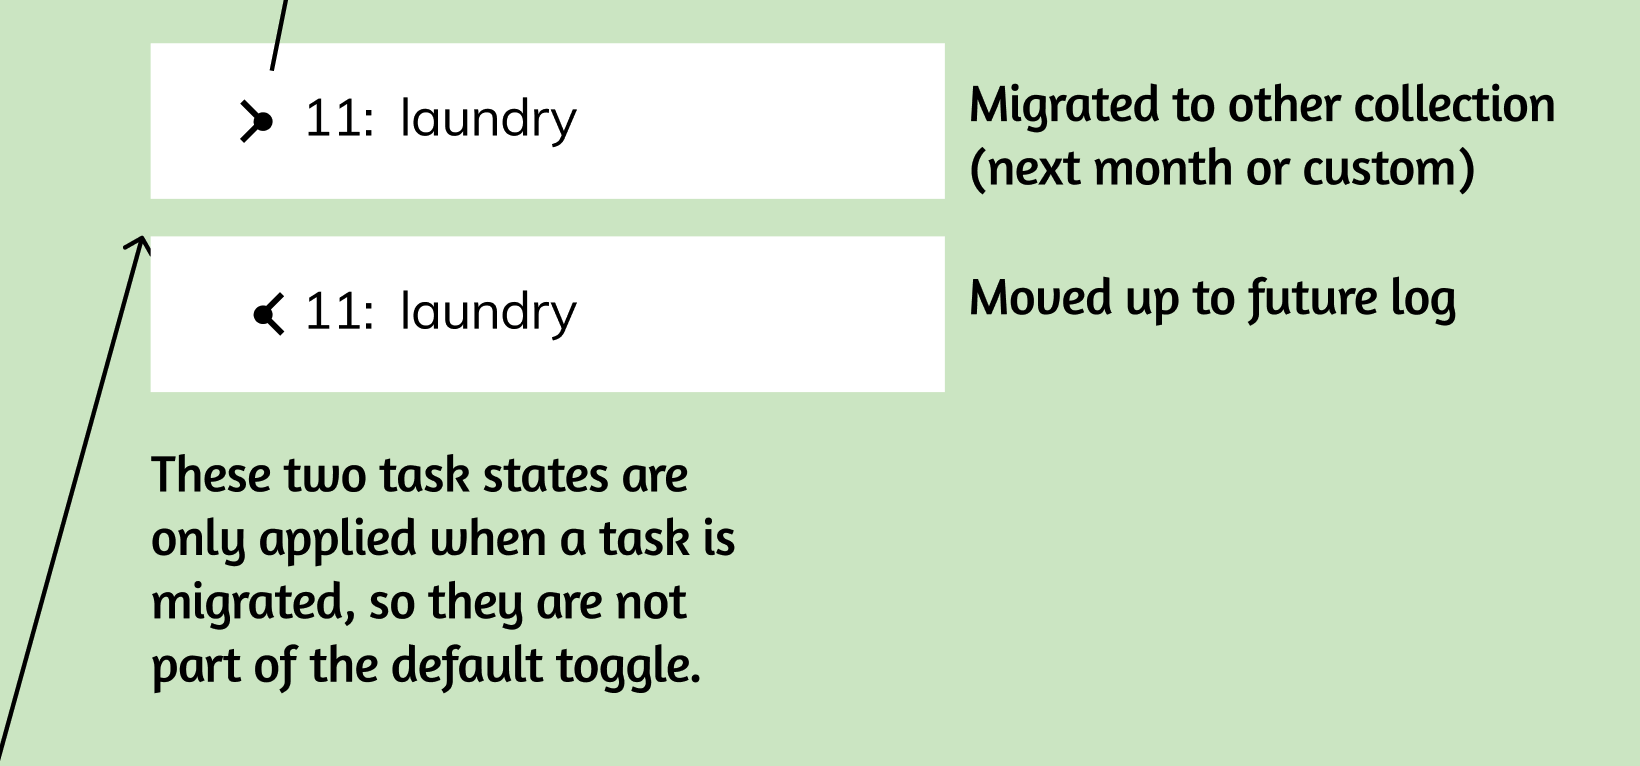 11: laundry
Migrated to other collection
(next month or custom)
11: laundry
Moved up to future log
These two task states are
only applied when a task is
migrated, so they are not
part of the default toggle.